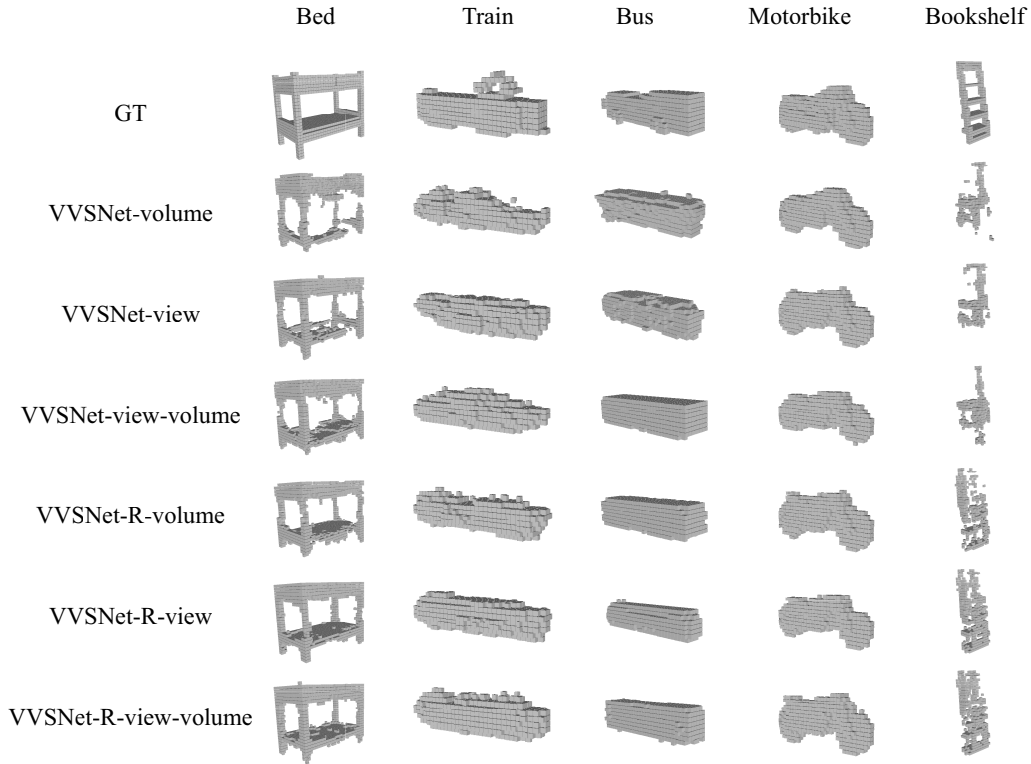 Bed Train Bus Motorbike Bookshelf
GT
VVSNet-volume
VVSNet-view
VVSNet-view-volume
VVSNet-R-volume
VVSNet-R-view
VVSNet-R-view-volume